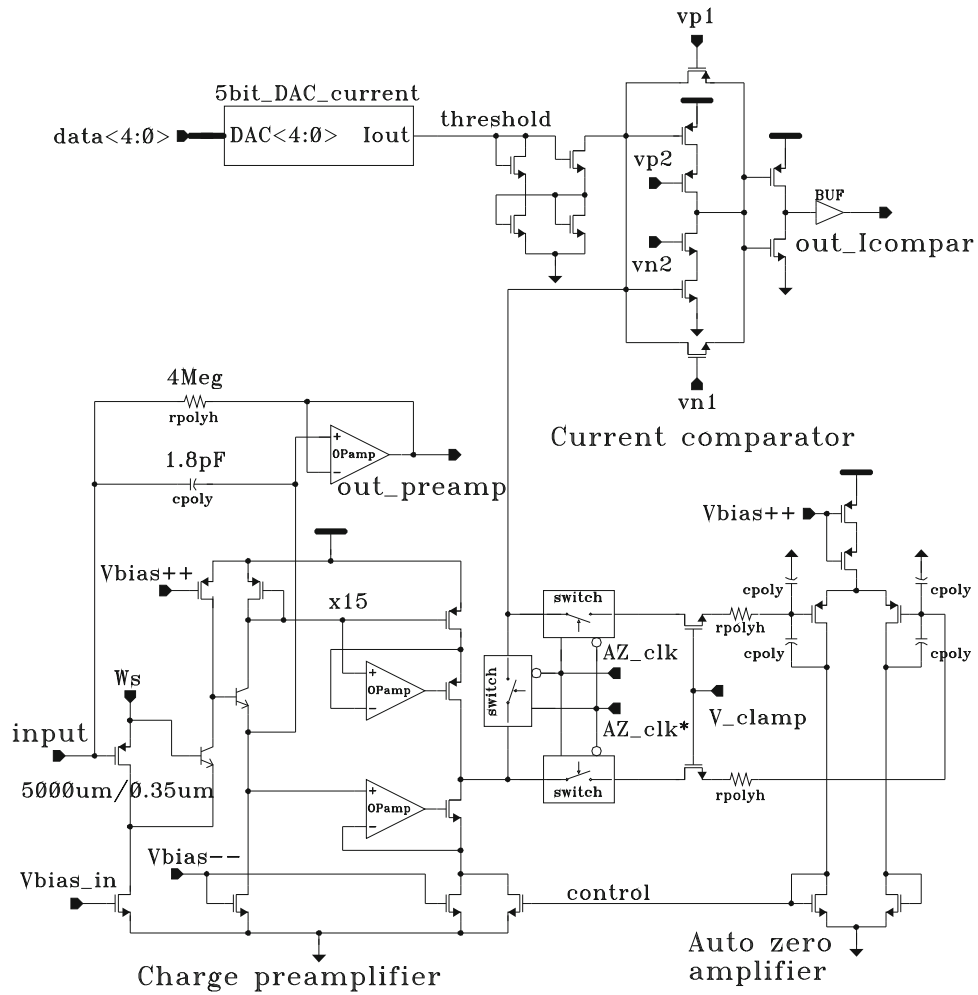 vp1
5bit_DAC_current
data<4:0>
DAC<4:0> Iout
threshold
vp2
BUF
out_Icompar
vn2
vn1
Current comparator
4Meg
rpolyh
1.8pF
cpoly
+
OPamp
−
out_preamp
Vbias++
Vbias++
x15
cpoly
cpoly
switch
rpolyh
cpoly
cpoly
+
OPamp
−
AZ_clk
switch
AZ_clk*
V_clamp
Ws
input
5000um/0.35um
switch
rpolyh
+
OPamp
−
Vbias−−
Vbias_in
control
Charge preamplifier
Auto zero
amplifier